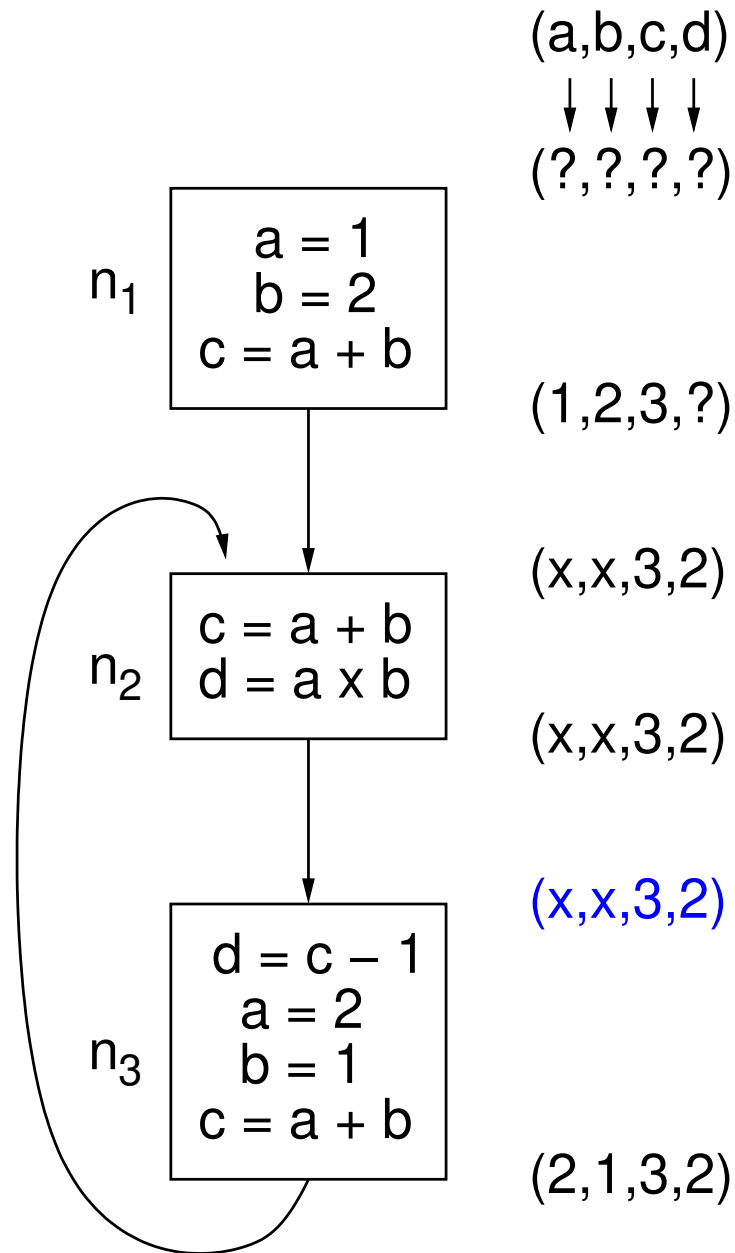 (a,b,c,d)
(?,?,?,?)
n1
a = 1
b = 2
c = a + b
(1,2,3,?)
(x,x,3,2)
n2
c = a + b
d = a x b
(x,x,3,2)
(x,x,3,2)
n3
d = c – 1
a = 2
b = 1
c = a + b
(2,1,3,2)